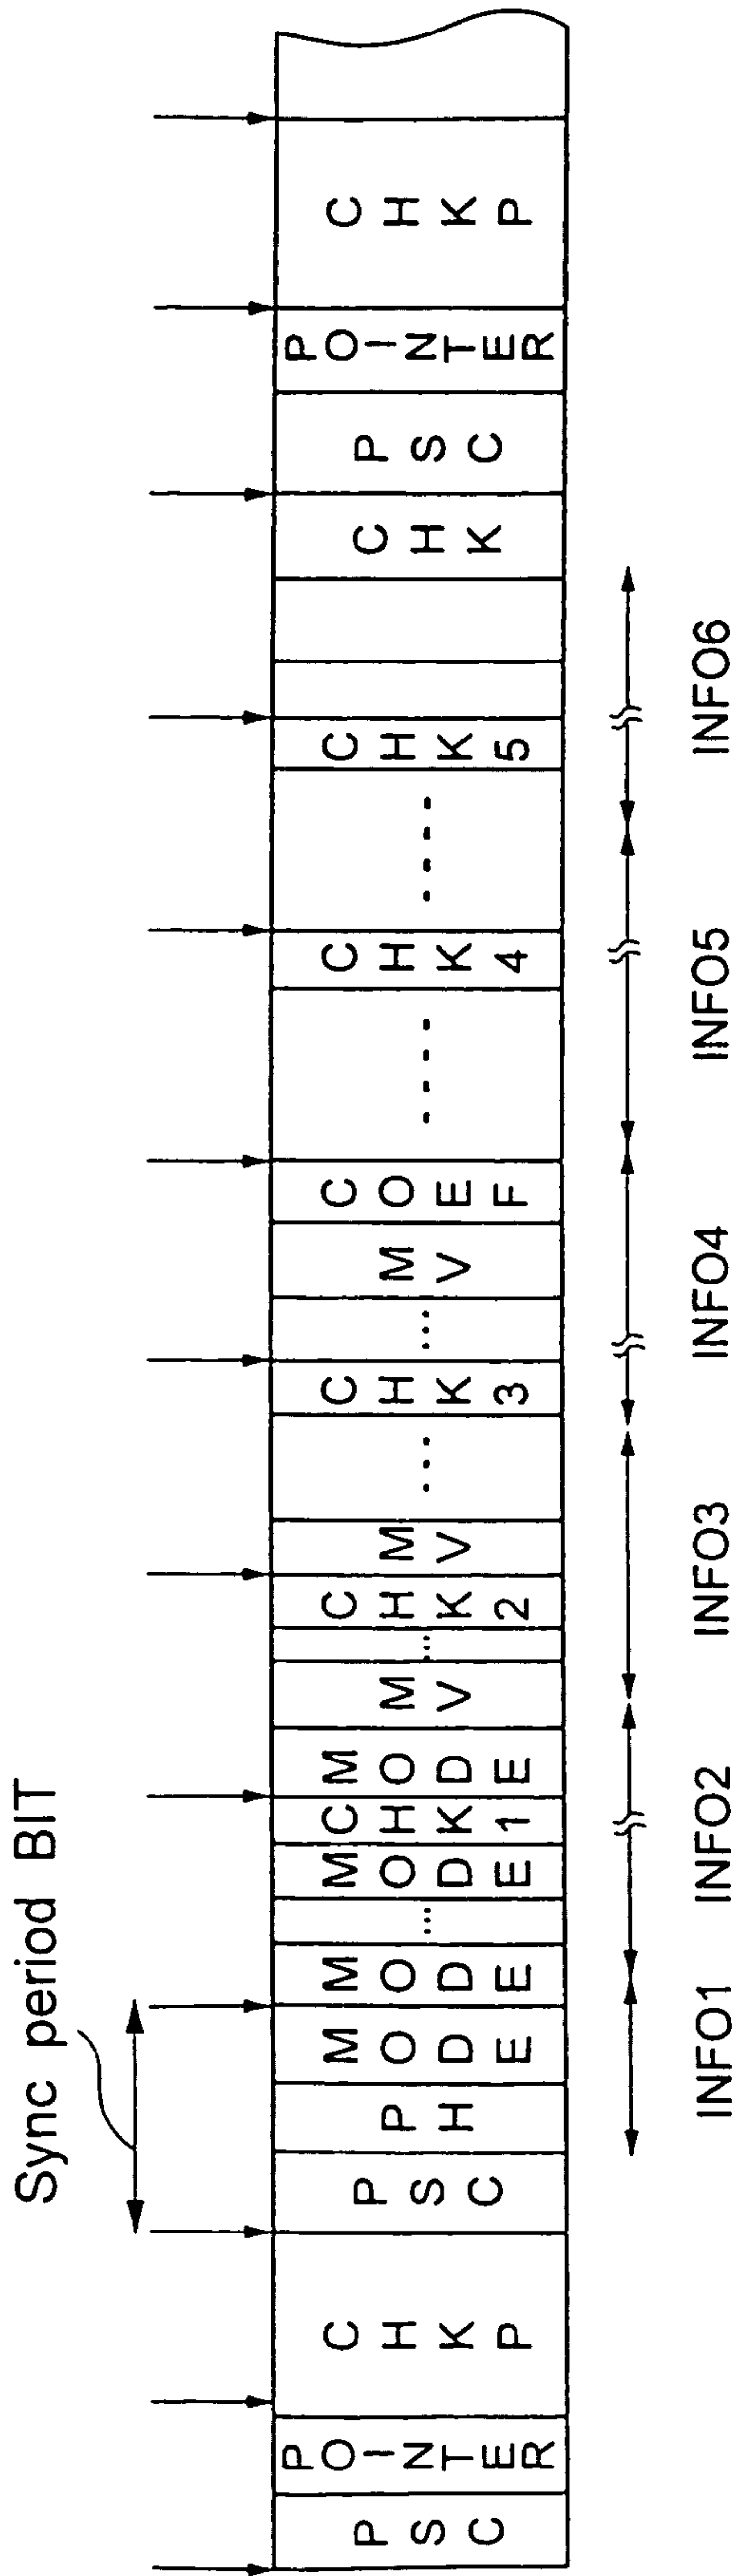 Sync period BIT
PSC
POINTER
CHKP
PSC
PH
MODE
MODE
...
MODE
CHK1
MODE
MV
...
CHK2
MV
...
CHK3
...
MV
COEF
----
CHK4
----
CHK5
CHK
PSC
POINTER
CHKP
INFO1
INFO2
INFO3
INFO4
INFO5
INFO6